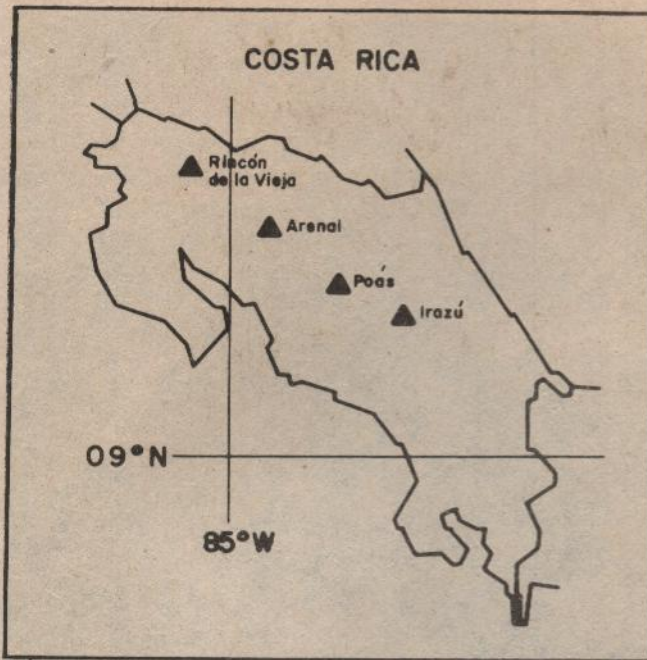 COSTA RICA
Rincón
de la Vieja
Arenal
Poás
Irazú
09°N
85°W